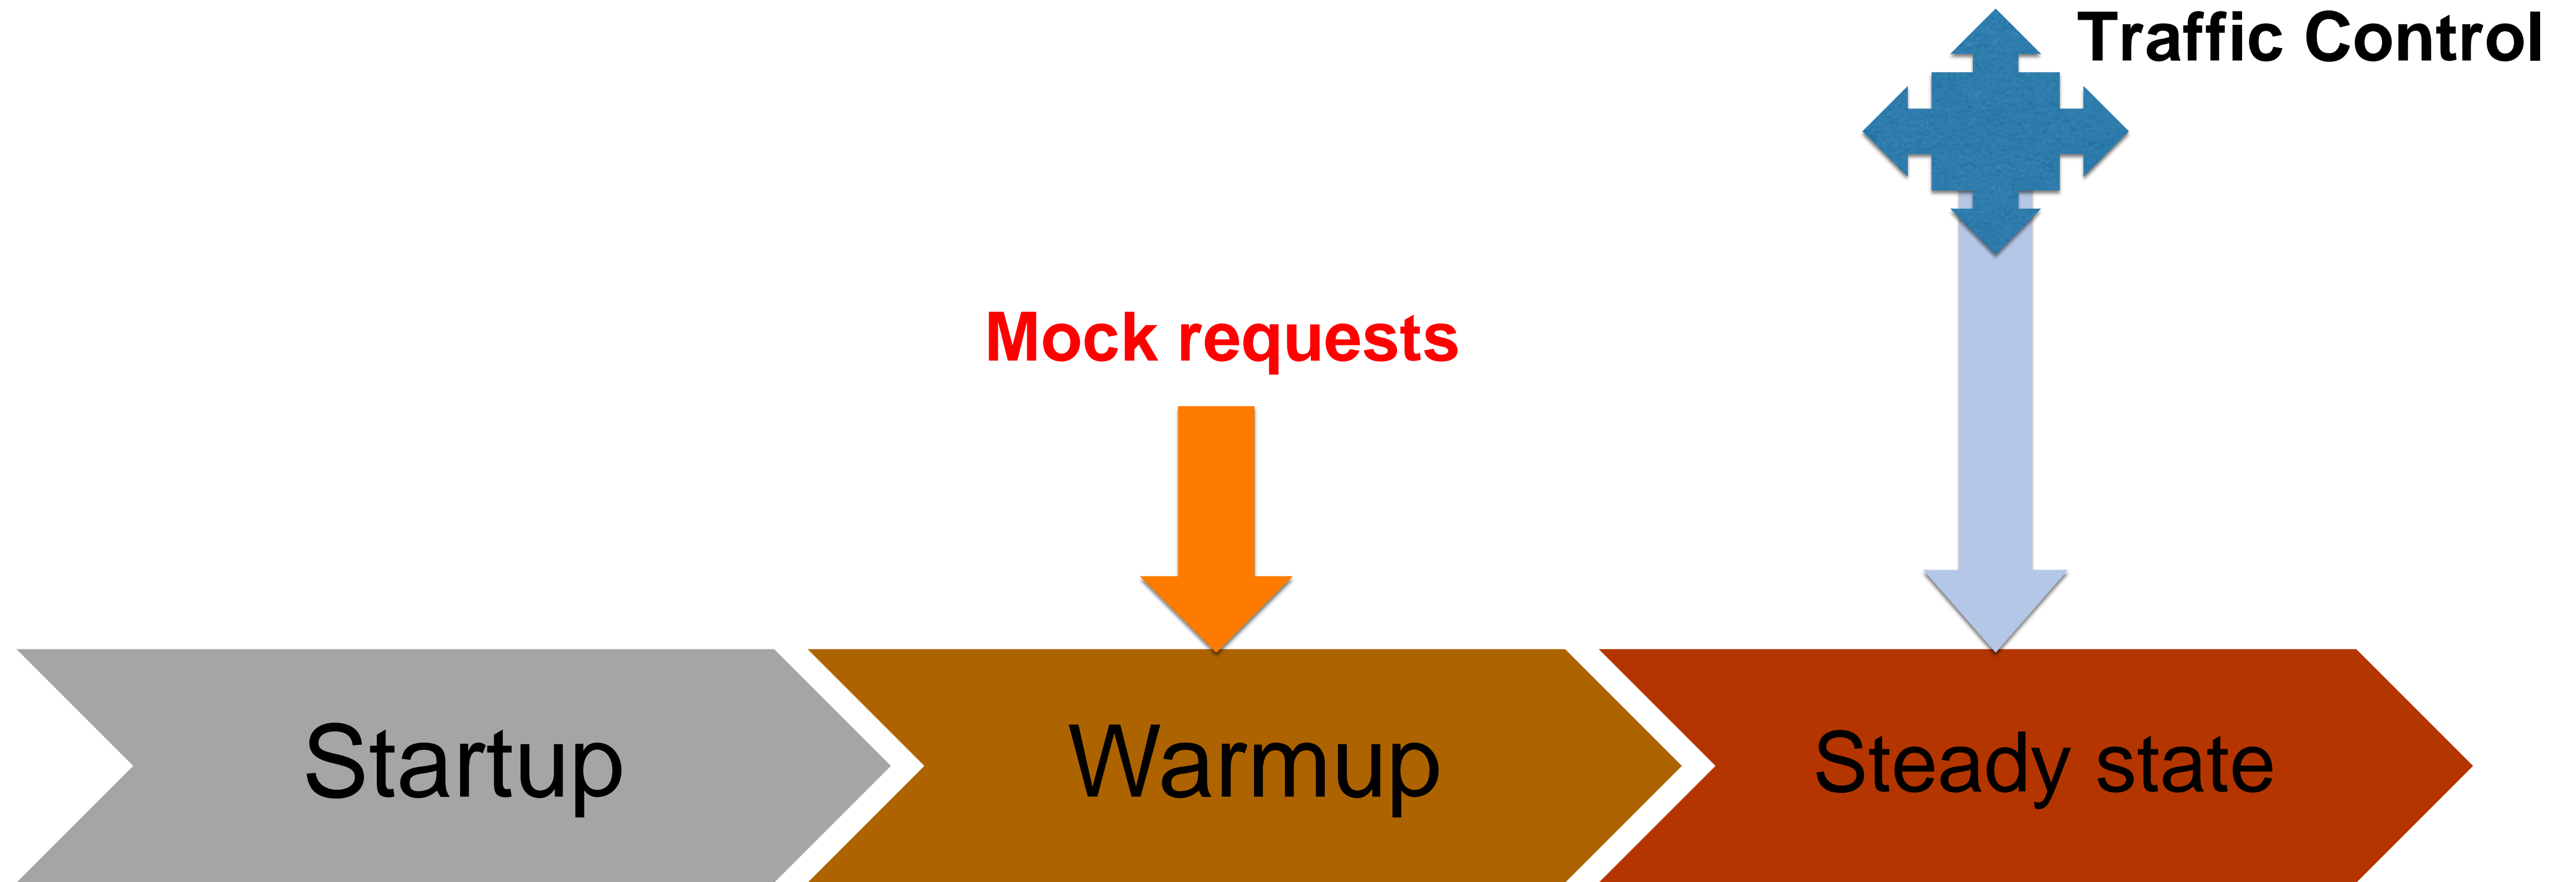 Traffic Control
Mock requests
Startup
Warmup
Steady state